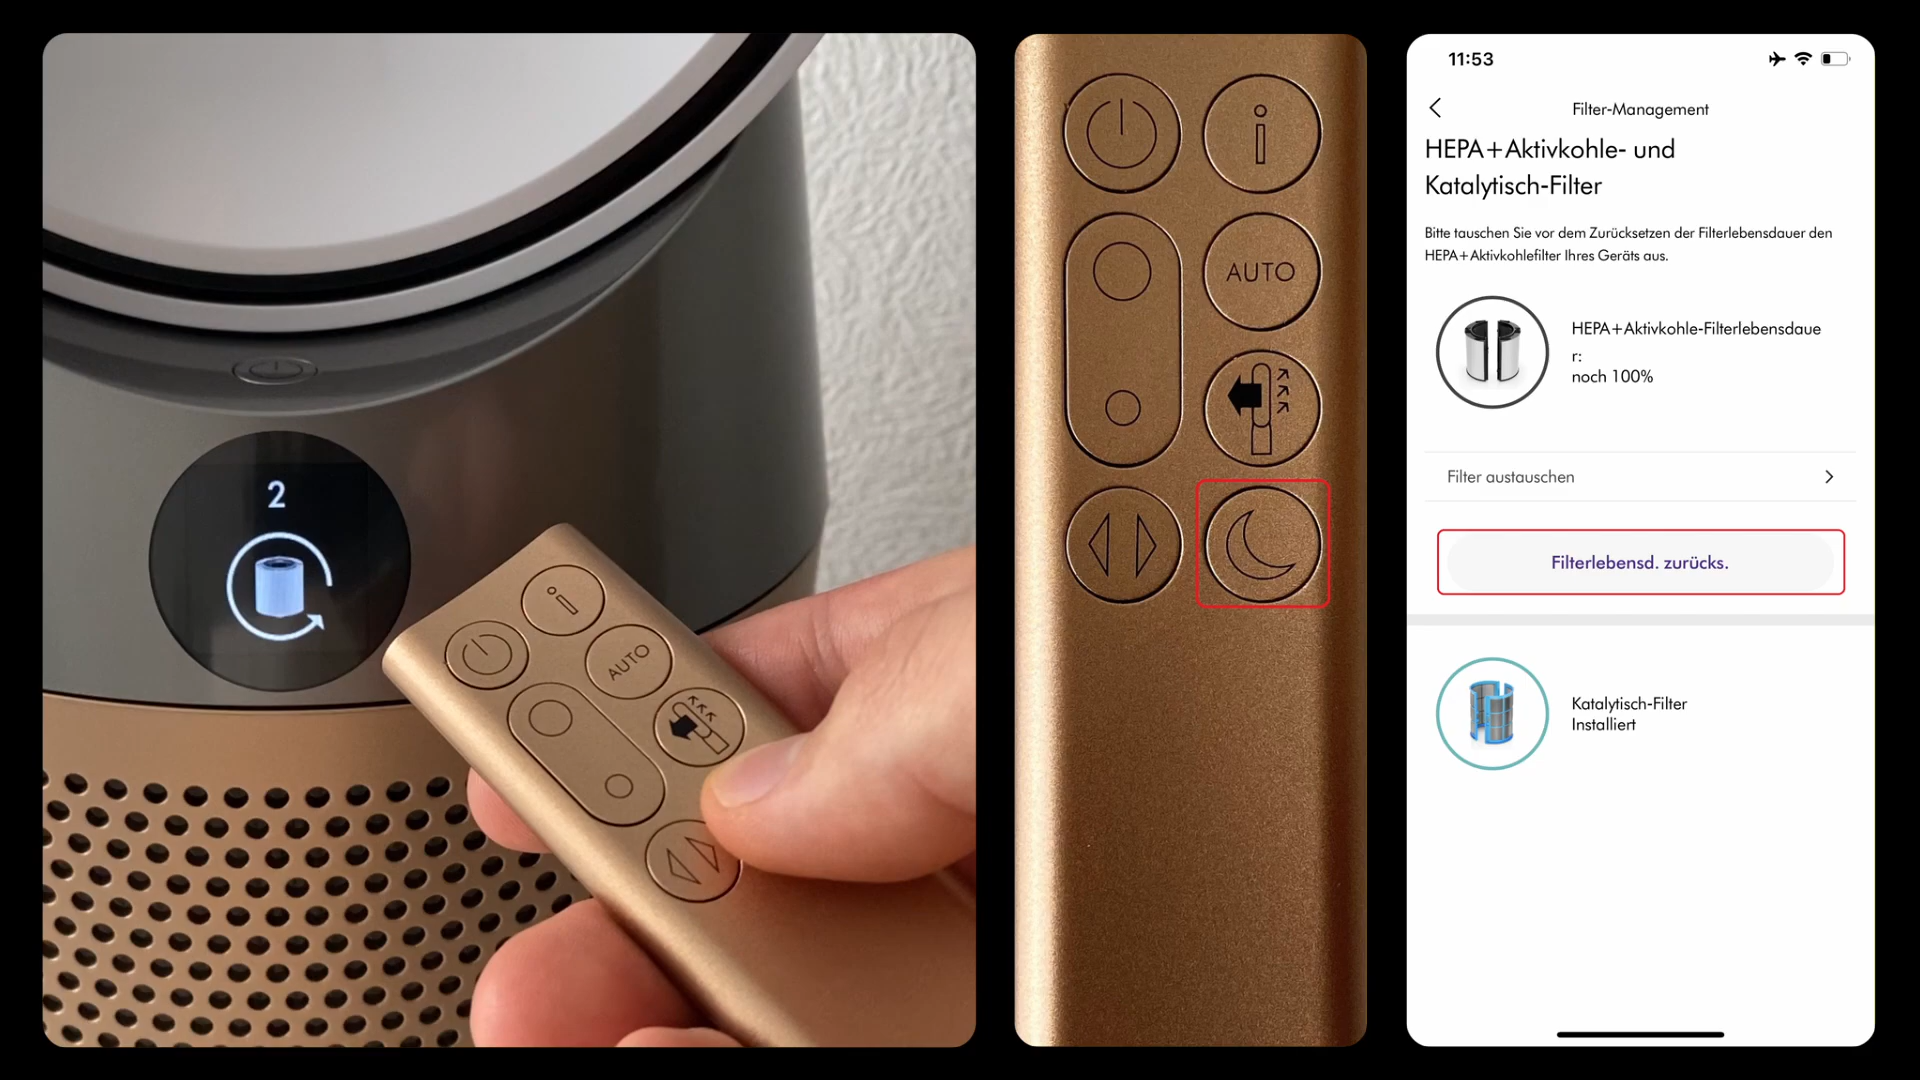 2
AUTO
AUTO
11:53
Filter-Management
HEPA+Aktivkohle- und
Katalytisch-Filter
Bitte tauschen Sie vor dem Zurücksetzen der Filterlebensdauer den
HEPA+Aktivkohlefilter Ihres Geräts aus.
HEPA+Aktivkohle-Filterlebensdaue
r:
noch 100%
Filter austauschen
Filterlebensd. zurücks.
Katalytisch-Filter
Installiert